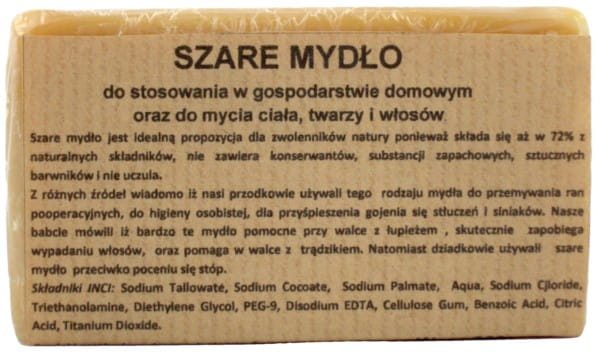 SZARE MYDŁO
do stosowania w gospodarstwie domowym
oraz do mycia ciała, twarzy i włosów
Szare mydło jest idealną propozycja dla zwolenników natury ponieważ składa się aż w 72% z
naturalnych składników, nie zawiera konserwantów, substancji zapachowych, sztucznych
barwników i nie uczula.
Z różnych źródeł wiadomo iż nasi przodkowie używali tego rodzaju mydła do przemywania ran
pooperacyjnych, do higieny osobistej, dla przyśpieszenia gojenia się stłuczeń i siniaków. Nasze
babcie mówili iż bardzo te mydło pomocne przy walce z łupieżem , skutecznie zapobiega
wypadaniu włosów, oraz pomaga w walce z trądzikiem. Natomiast dziadkowie używali szare
mydło przeciwko poceniu się stóp.
Składniki INCI: Sodium Tallowate, Sodium Cocoate, Sodium Palmate, Aqua, Sodium Cjloride,
Triethanolamine, Diethylene Glycol, PEG-9, Disodium EDTA, Cellulose Gum, Benzoic Acid, Citric
Acid, Titanium Dioxide.